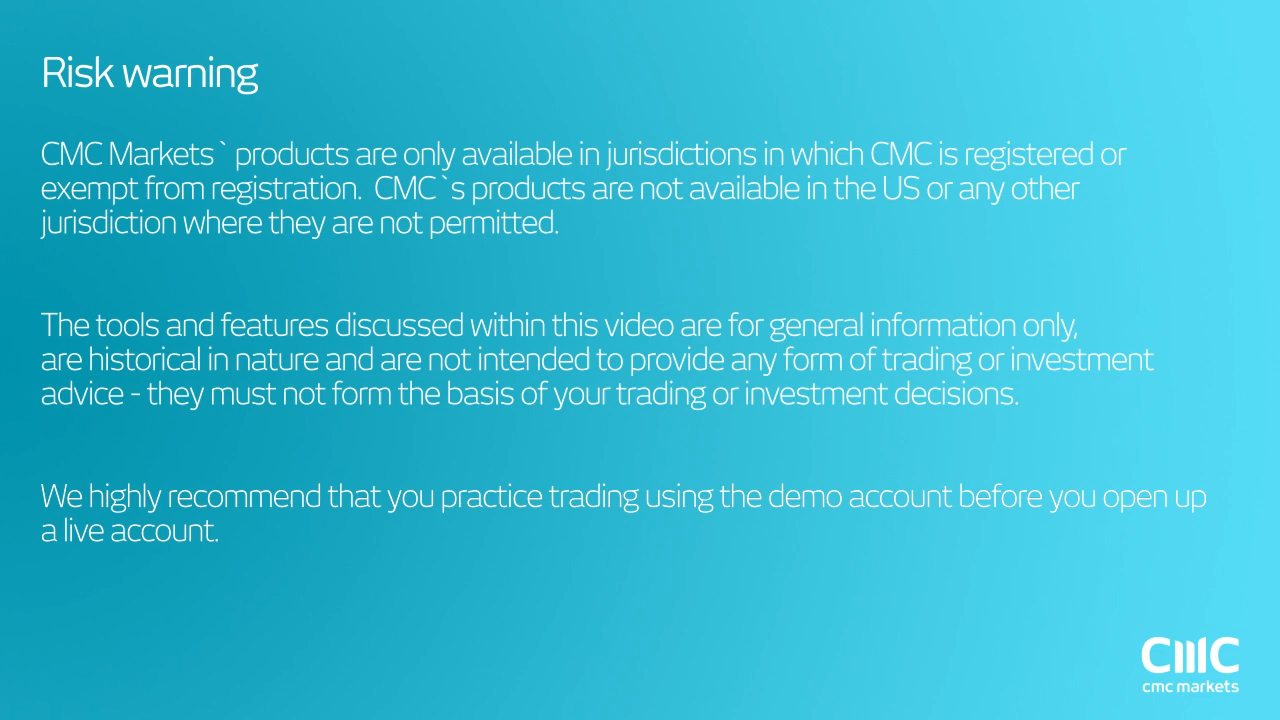 Risk warning
CMC Markets` products are only available in jurisdictions in which CMC is registered or
exempt from registration.  CMC`s products are not available in the US or any other
jurisdiction where they are not permitted.
The tools and features discussed within this video are for general information only,
are historical in nature and are not intended to provide any form of trading or investment
advice - they must not form the basis of your trading or investment decisions.
We highly recommend that you practice trading using the demo account before you open up
a live account.
CMC
cmc markets